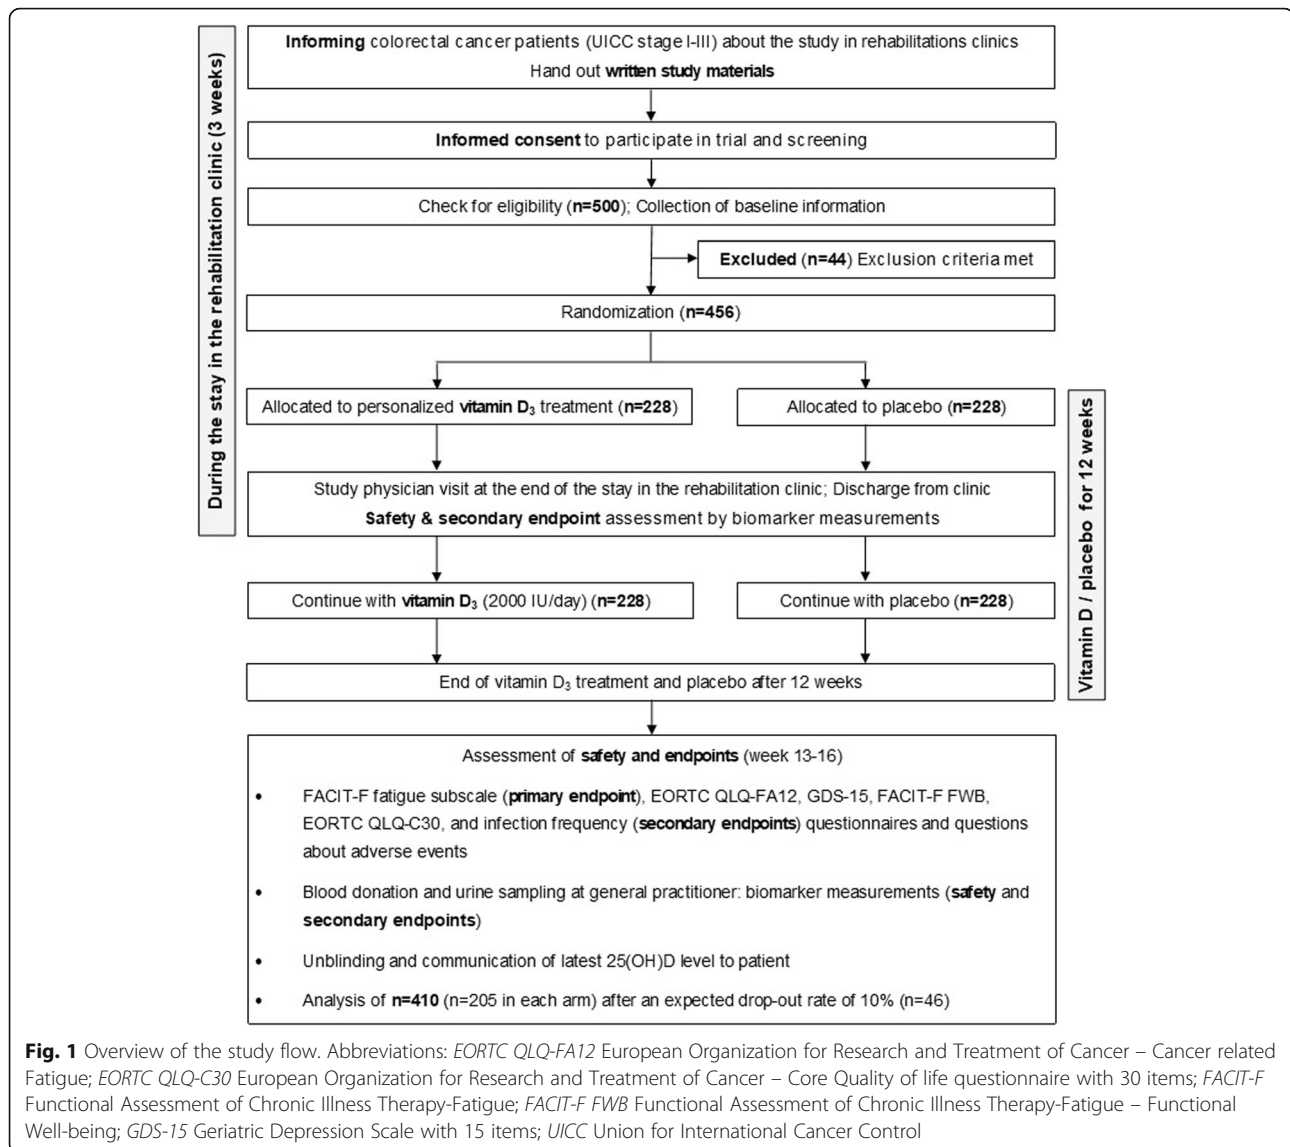 During the stay in the rehabilitation clinic (3 weeks)
Informing colorectal cancer patients (UICC stage I-III) about the study in rehabilitations clinics
Hand out written study materials
Informed consent to participate in trial and screening
Check for eligibility (n=500); Collection of baseline information
Excluded (n=44) Exclusion criteria met
Randomization (n=456)
Allocated to personalized vitamin D₃ treatment (n=228)
Allocated to placebo (n=228)
Study physician visit at the end of the stay in the rehabilitation clinic; Discharge from clinic
Safety & secondary endpoint assessment by biomarker measurements
Continue with vitamin D₃ (2000 IU/day) (n=228)
Continue with placebo (n=228)
End of vitamin D₃ treatment and placebo after 12 weeks
Vitamin D / placebo for 12 weeks
Assessment of safety and endpoints (week 13-16)
• FACIT-F fatigue subscale (primary endpoint), EORTC QLQ-FA12, GDS-15, FACIT-F FWB,
EORTC QLQ-C30, and infection frequency (secondary endpoints) questionnaires and questions
about adverse events
• Blood donation and urine sampling at general practitioner: biomarker measurements (safety and
secondary endpoints)
• Unblinding and communication of latest 25(OH)D level to patient
• Analysis of n=410 (n=205 in each arm) after an expected drop-out rate of 10% (n=46)
Fig. 1 Overview of the study flow. Abbreviations: EORTC QLQ-FA12 European Organization for Research and Treatment of Cancer – Cancer related
Fatigue; EORTC QLQ-C30 European Organization for Research and Treatment of Cancer – Core Quality of life questionnaire with 30 items; FACIT-F
Functional Assessment of Chronic Illness Therapy-Fatigue; FACIT-F FWB Functional Assessment of Chronic Illness Therapy-Fatigue – Functional
Well-being; GDS-15 Geriatric Depression Scale with 15 items; UICC Union for International Cancer Control